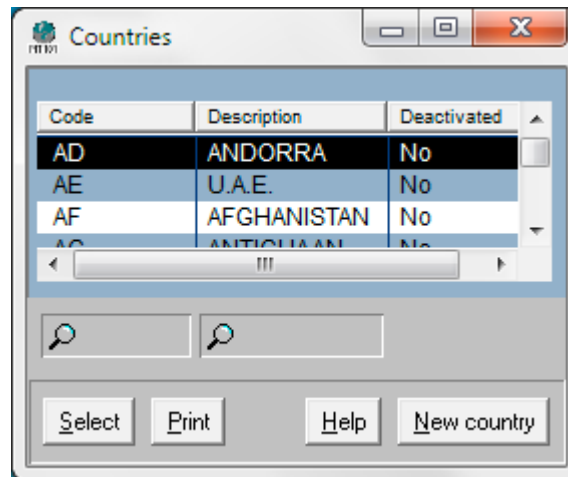 Countries
Code Description Deactivated
AD ANDORRA No
AE U.A.E. No
AF AFGHANISTAN No
Select Print Help New country